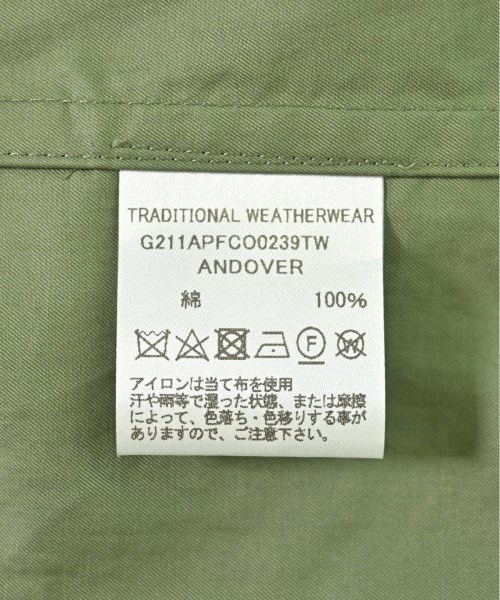 TRADITIONAL WEATHERWEAR
G211APFCO0239TW
ANDOVER
綿 100%
F W
アイロンは当て布を使用
汗や雨等で湿った状態、または摩擦
によって、色落ち・色移りする事が
ありますので、ご注意下さい。